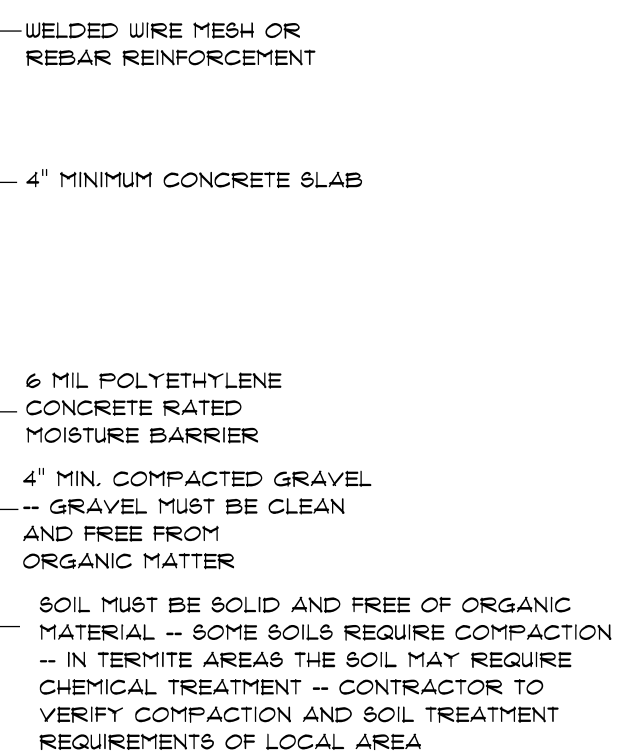 WELDED WIRE MESH OR
REBAR REINFORCEMENT
4" MINIMUM CONCRETE SLAB
6 MIL POLYETHYLENE
CONCRETE RATED
MOISTURE BARRIER
4" MIN. COMPACTED GRAVEL
-- GRAVEL MUST BE CLEAN
AND FREE FROM
ORGANIC MATTER
SOIL MUST BE SOLID AND FREE OF ORGANIC
MATERIAL -- SOME SOILS REQUIRE COMPACTION
-- IN TERMITE AREAS THE SOIL MAY REQUIRE
CHEMICAL TREATMENT -- CONTRACTOR TO
VERIFY COMPACTION AND SOIL TREATMENT
REQUIREMENTS OF LOCAL AREA